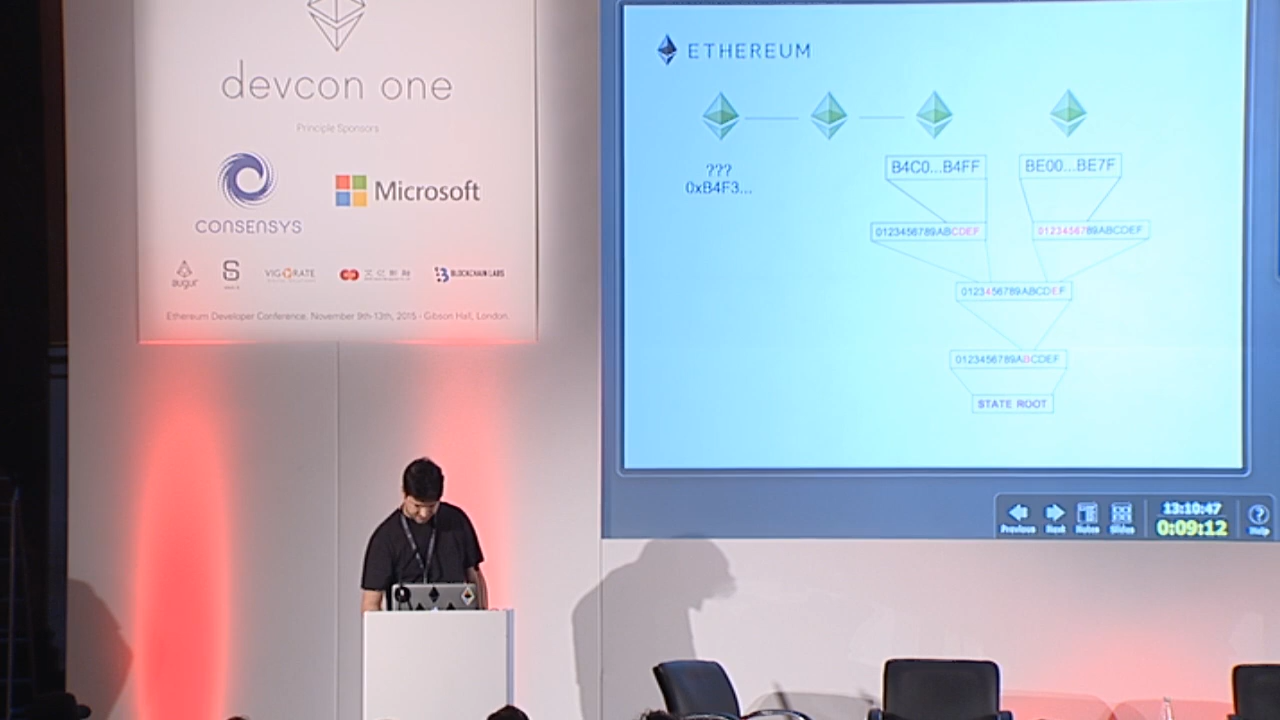 devcon one
Principle Sponsors
CONSENSYS
Microsoft
augur
VIGORATE
BLOCKCHAIN LABS
Ethereum Developer Conference. November 9th-13th, 2015 - Gibson Hall, London.
ETHEREUM
???
0xB4F3...
B4C0...B4FF
BE00...BE7F
0123456789ABCDEF
0123456789ABCDEF
0123456789ABCDEF
0123456789ABCDEF
STATE ROOT
Previous
Next
Notes
Slides
13:10:47
0:09:12
?
Help